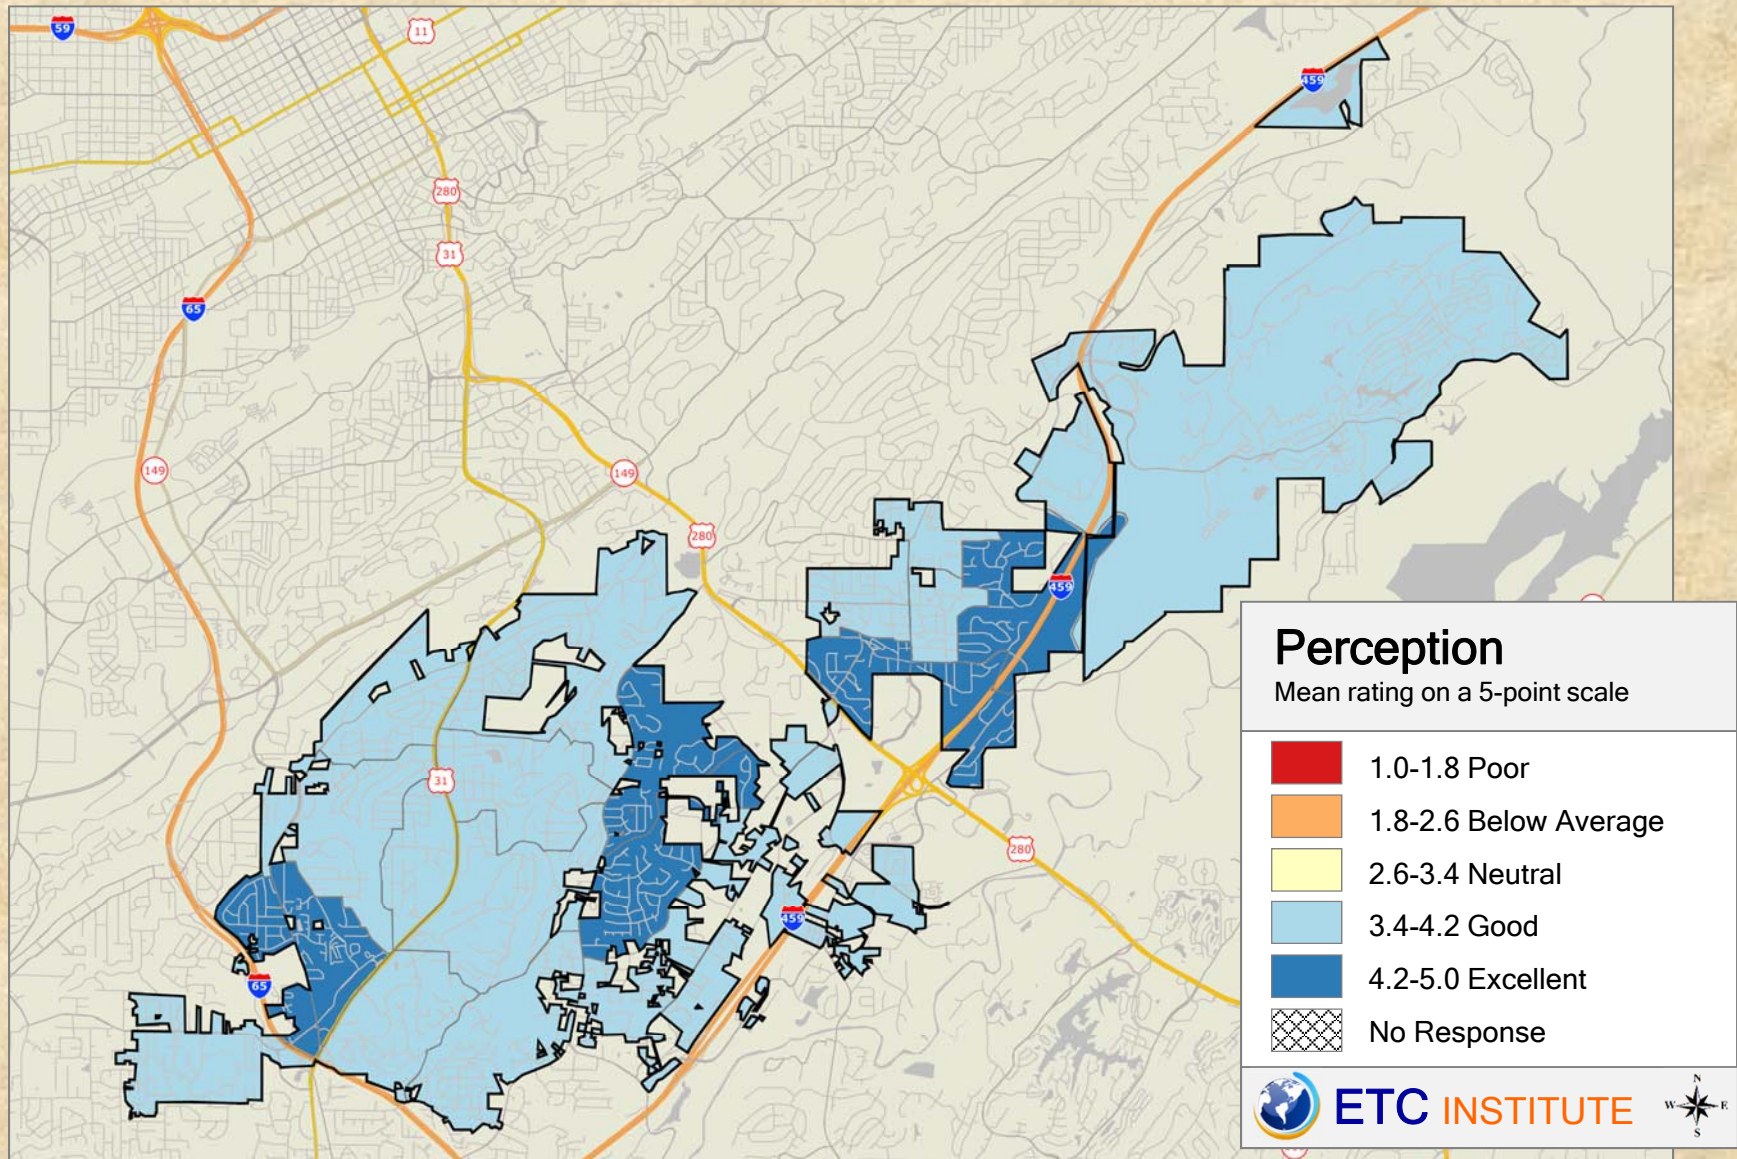 59
11
459
280
31
65
149
149
280
459
31
280
459
65
Perception
Mean rating on a 5-point scale
1.0-1.8 Poor
1.8-2.6 Below Average
2.6-3.4 Neutral
3.4-4.2 Good
4.2-5.0 Excellent
No Response
ETC INSTITUTE
N
W E
S